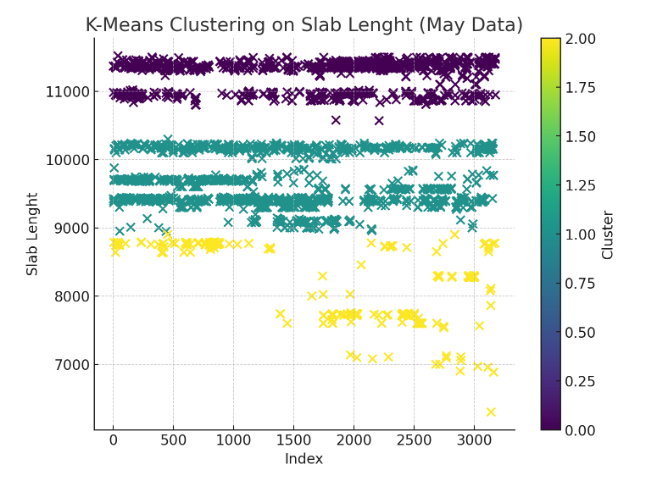 K-Means Clustering on Slab Lenght (May Data)
Slab Lenght
11000
10000
9000
8000
7000
0 500 1000 1500 2000 2500 3000
Index
2.00
1.75
1.50
1.25
1.00
0.75
0.50
0.25
0.00
Cluster